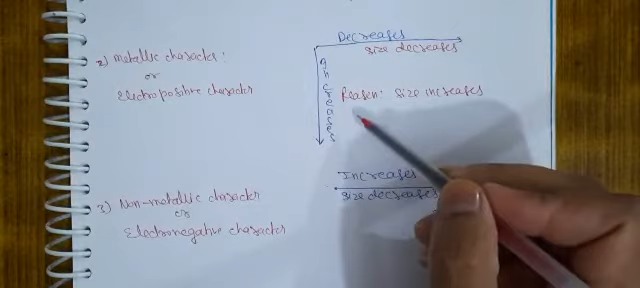 2) Metallic character:
or
Electropositive character
Decreases
size decreases
Increases
Reason: size increases
3) Non-metallic character
or
Electronegative character
Increases
size decreases